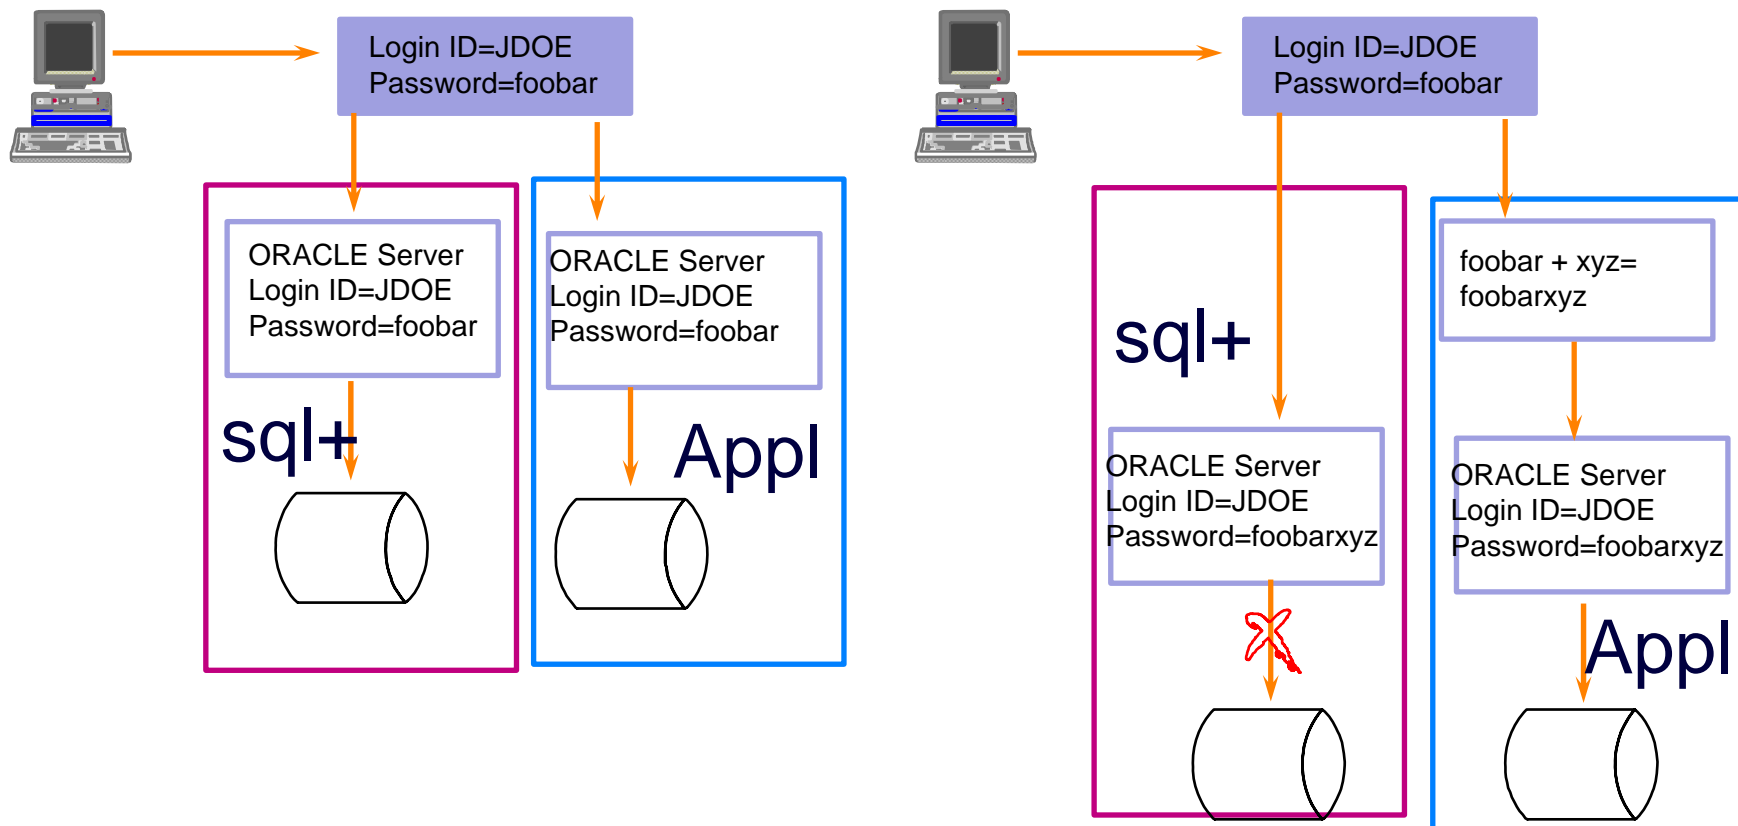 Login ID=JDOE
Password=foobar
ORACLE Server
Login ID=JDOE
Password=foobar
sql+
ORACLE Server
Login ID=JDOE
Password=foobar
Appl
Login ID=JDOE
Password=foobar
sql+
ORACLE Server
Login ID=JDOE
Password=foobarxyz
foobar + xyz=
foobarxyz
ORACLE Server
Login ID=JDOE
Password=foobarxyz
Appl